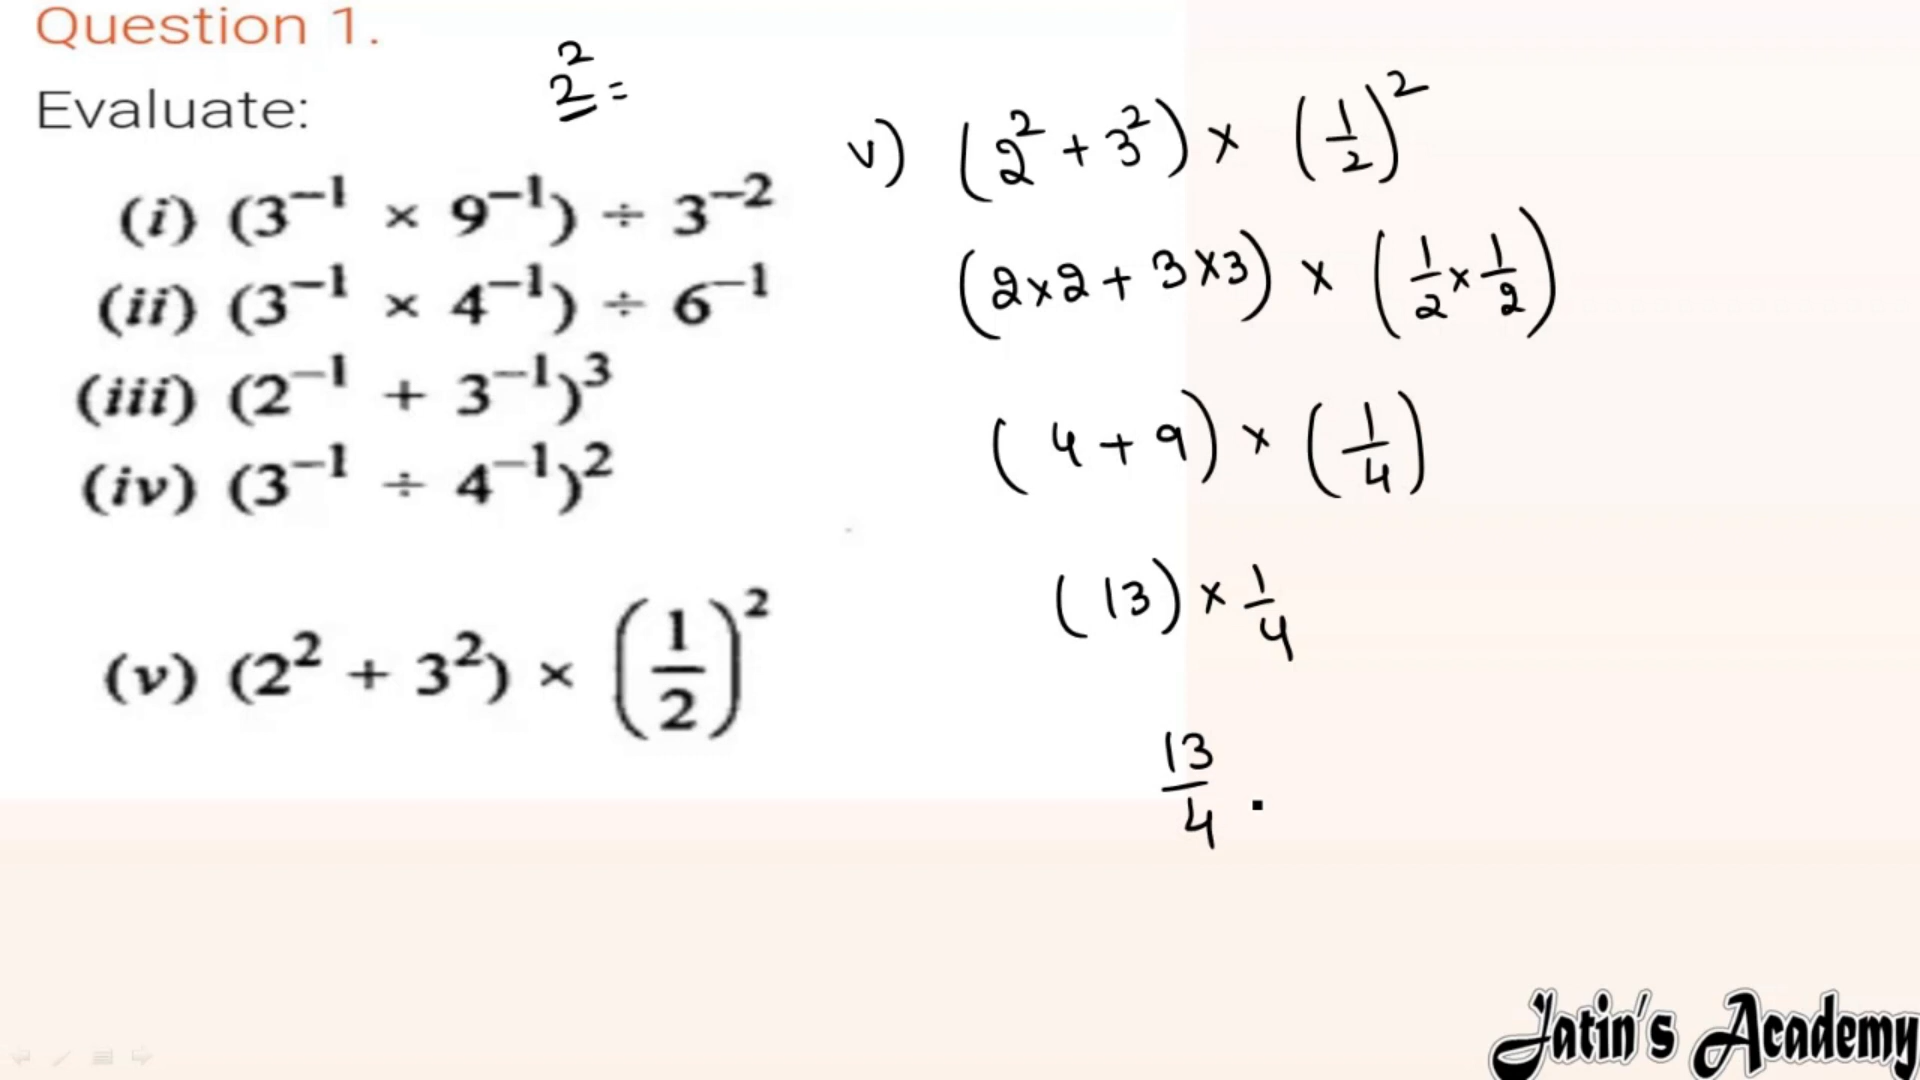 Question 1.
Evaluate:
2² =
(i) (3⁻¹ × 9⁻¹) ÷ 3⁻²
(ii) (3⁻¹ × 4⁻¹) ÷ 6⁻¹
(iii) (2⁻¹ + 3⁻¹)³
(iv) (3⁻¹ ÷ 4⁻¹)²
(v) (2² + 3²) × (1/2)²
v) (2² + 3²) × (1/2)²
(2×2 + 3×3) × (1/2 × 1/2)
(4 + 9) × (1/4)
(13) × 1/4
13/4 .
Jatin's Academy